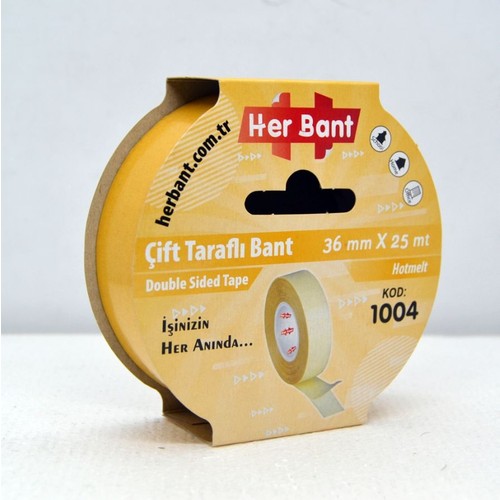 Her Bant
herbant.com.tr
Çift Taraflı Bant
36 mm X 25 mt
Double Sided Tape
Hotmelt
KOD:
1004
İşinizin
Her Anında...